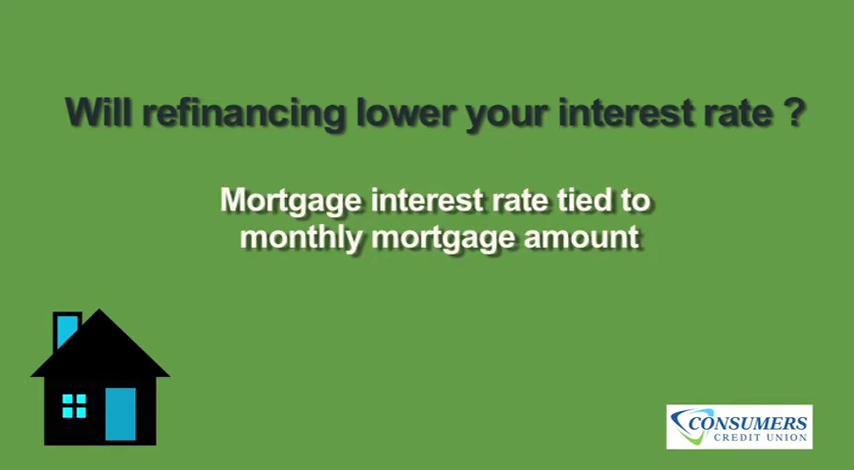 Will refinancing lower your interest rate ?
Mortgage interest rate tied to
monthly mortgage amount
CONSUMERS
CREDIT UNION